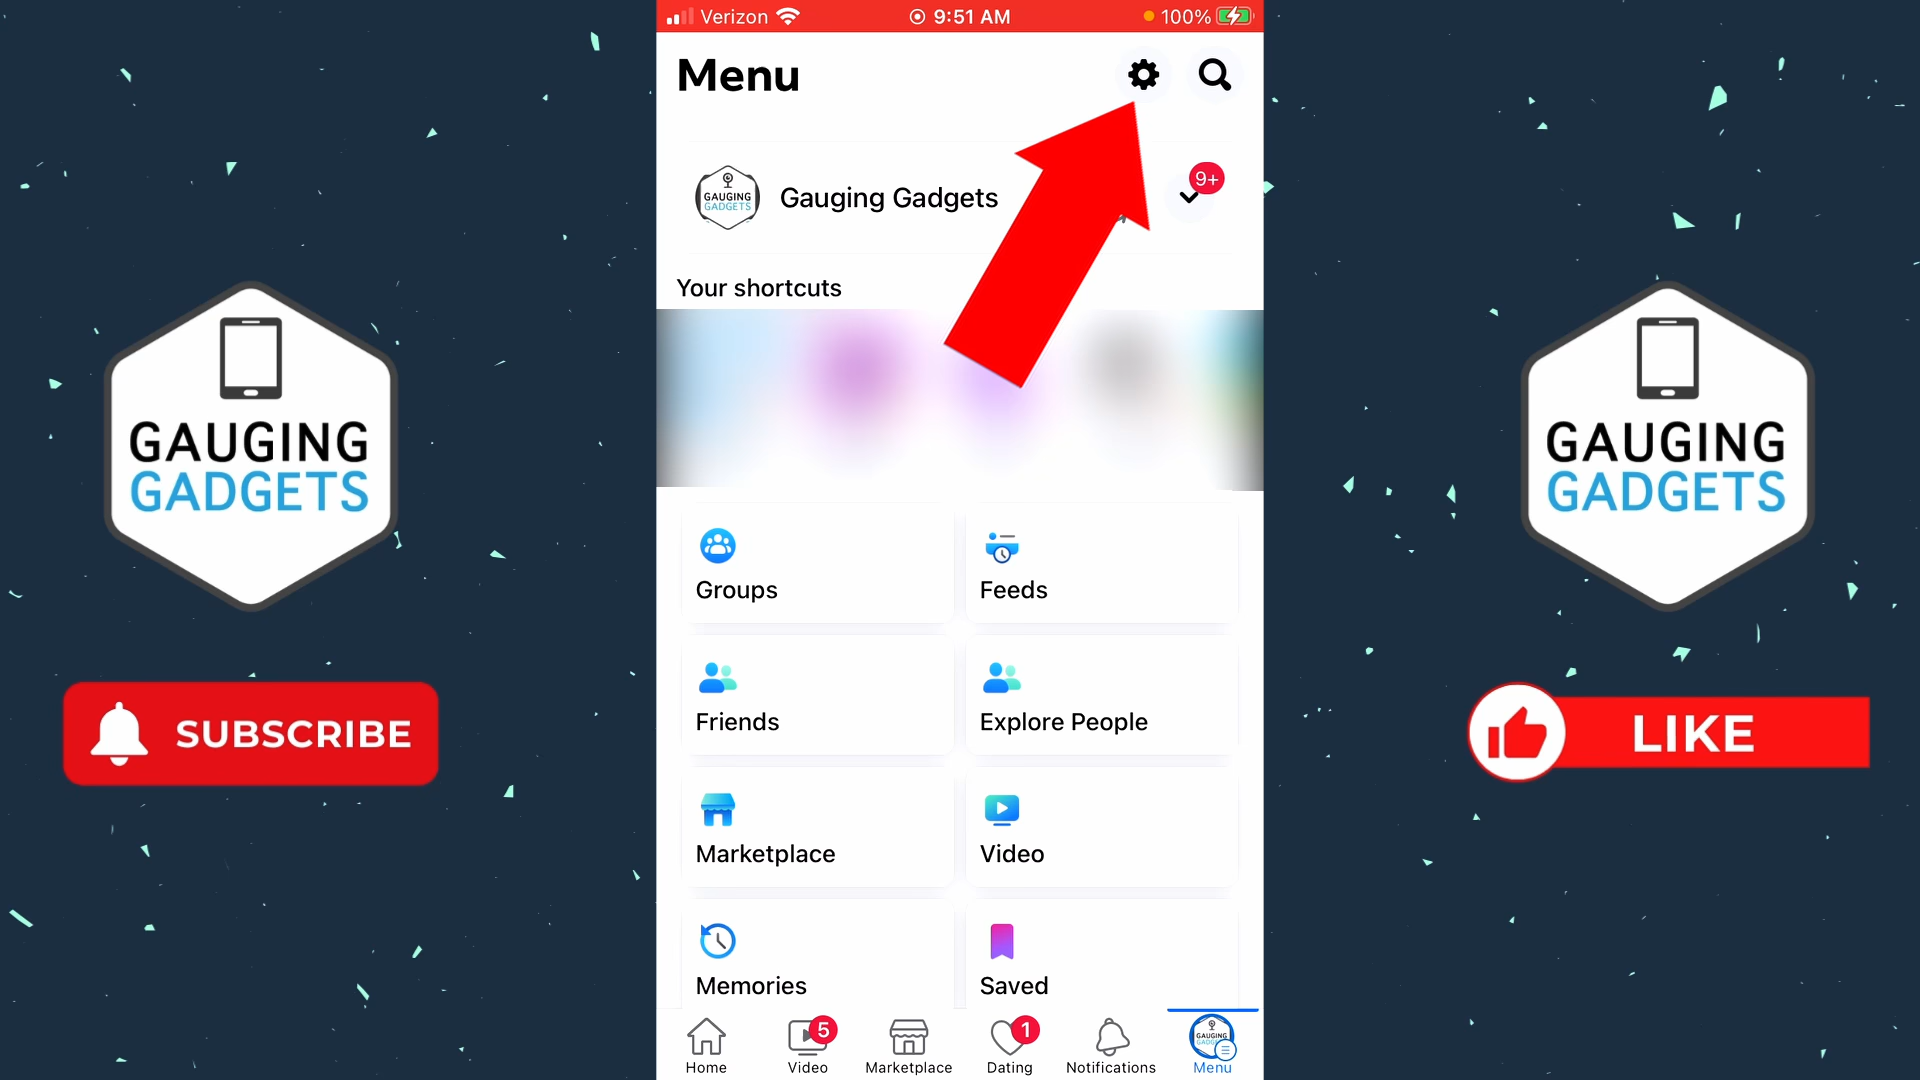 Verizon
9:51 AM
100%
Menu
GAUGING
GADGETS
Gauging Gadgets
9+
Your shortcuts
GAUGING
GADGETS
SUBSCRIBE
Groups
Feeds
Friends
Explore People
Marketplace
Video
Memories
Saved
5
1
Home
Video
Marketplace
Dating
Notifications
Menu
GAUGING
GADGETS
LIKE